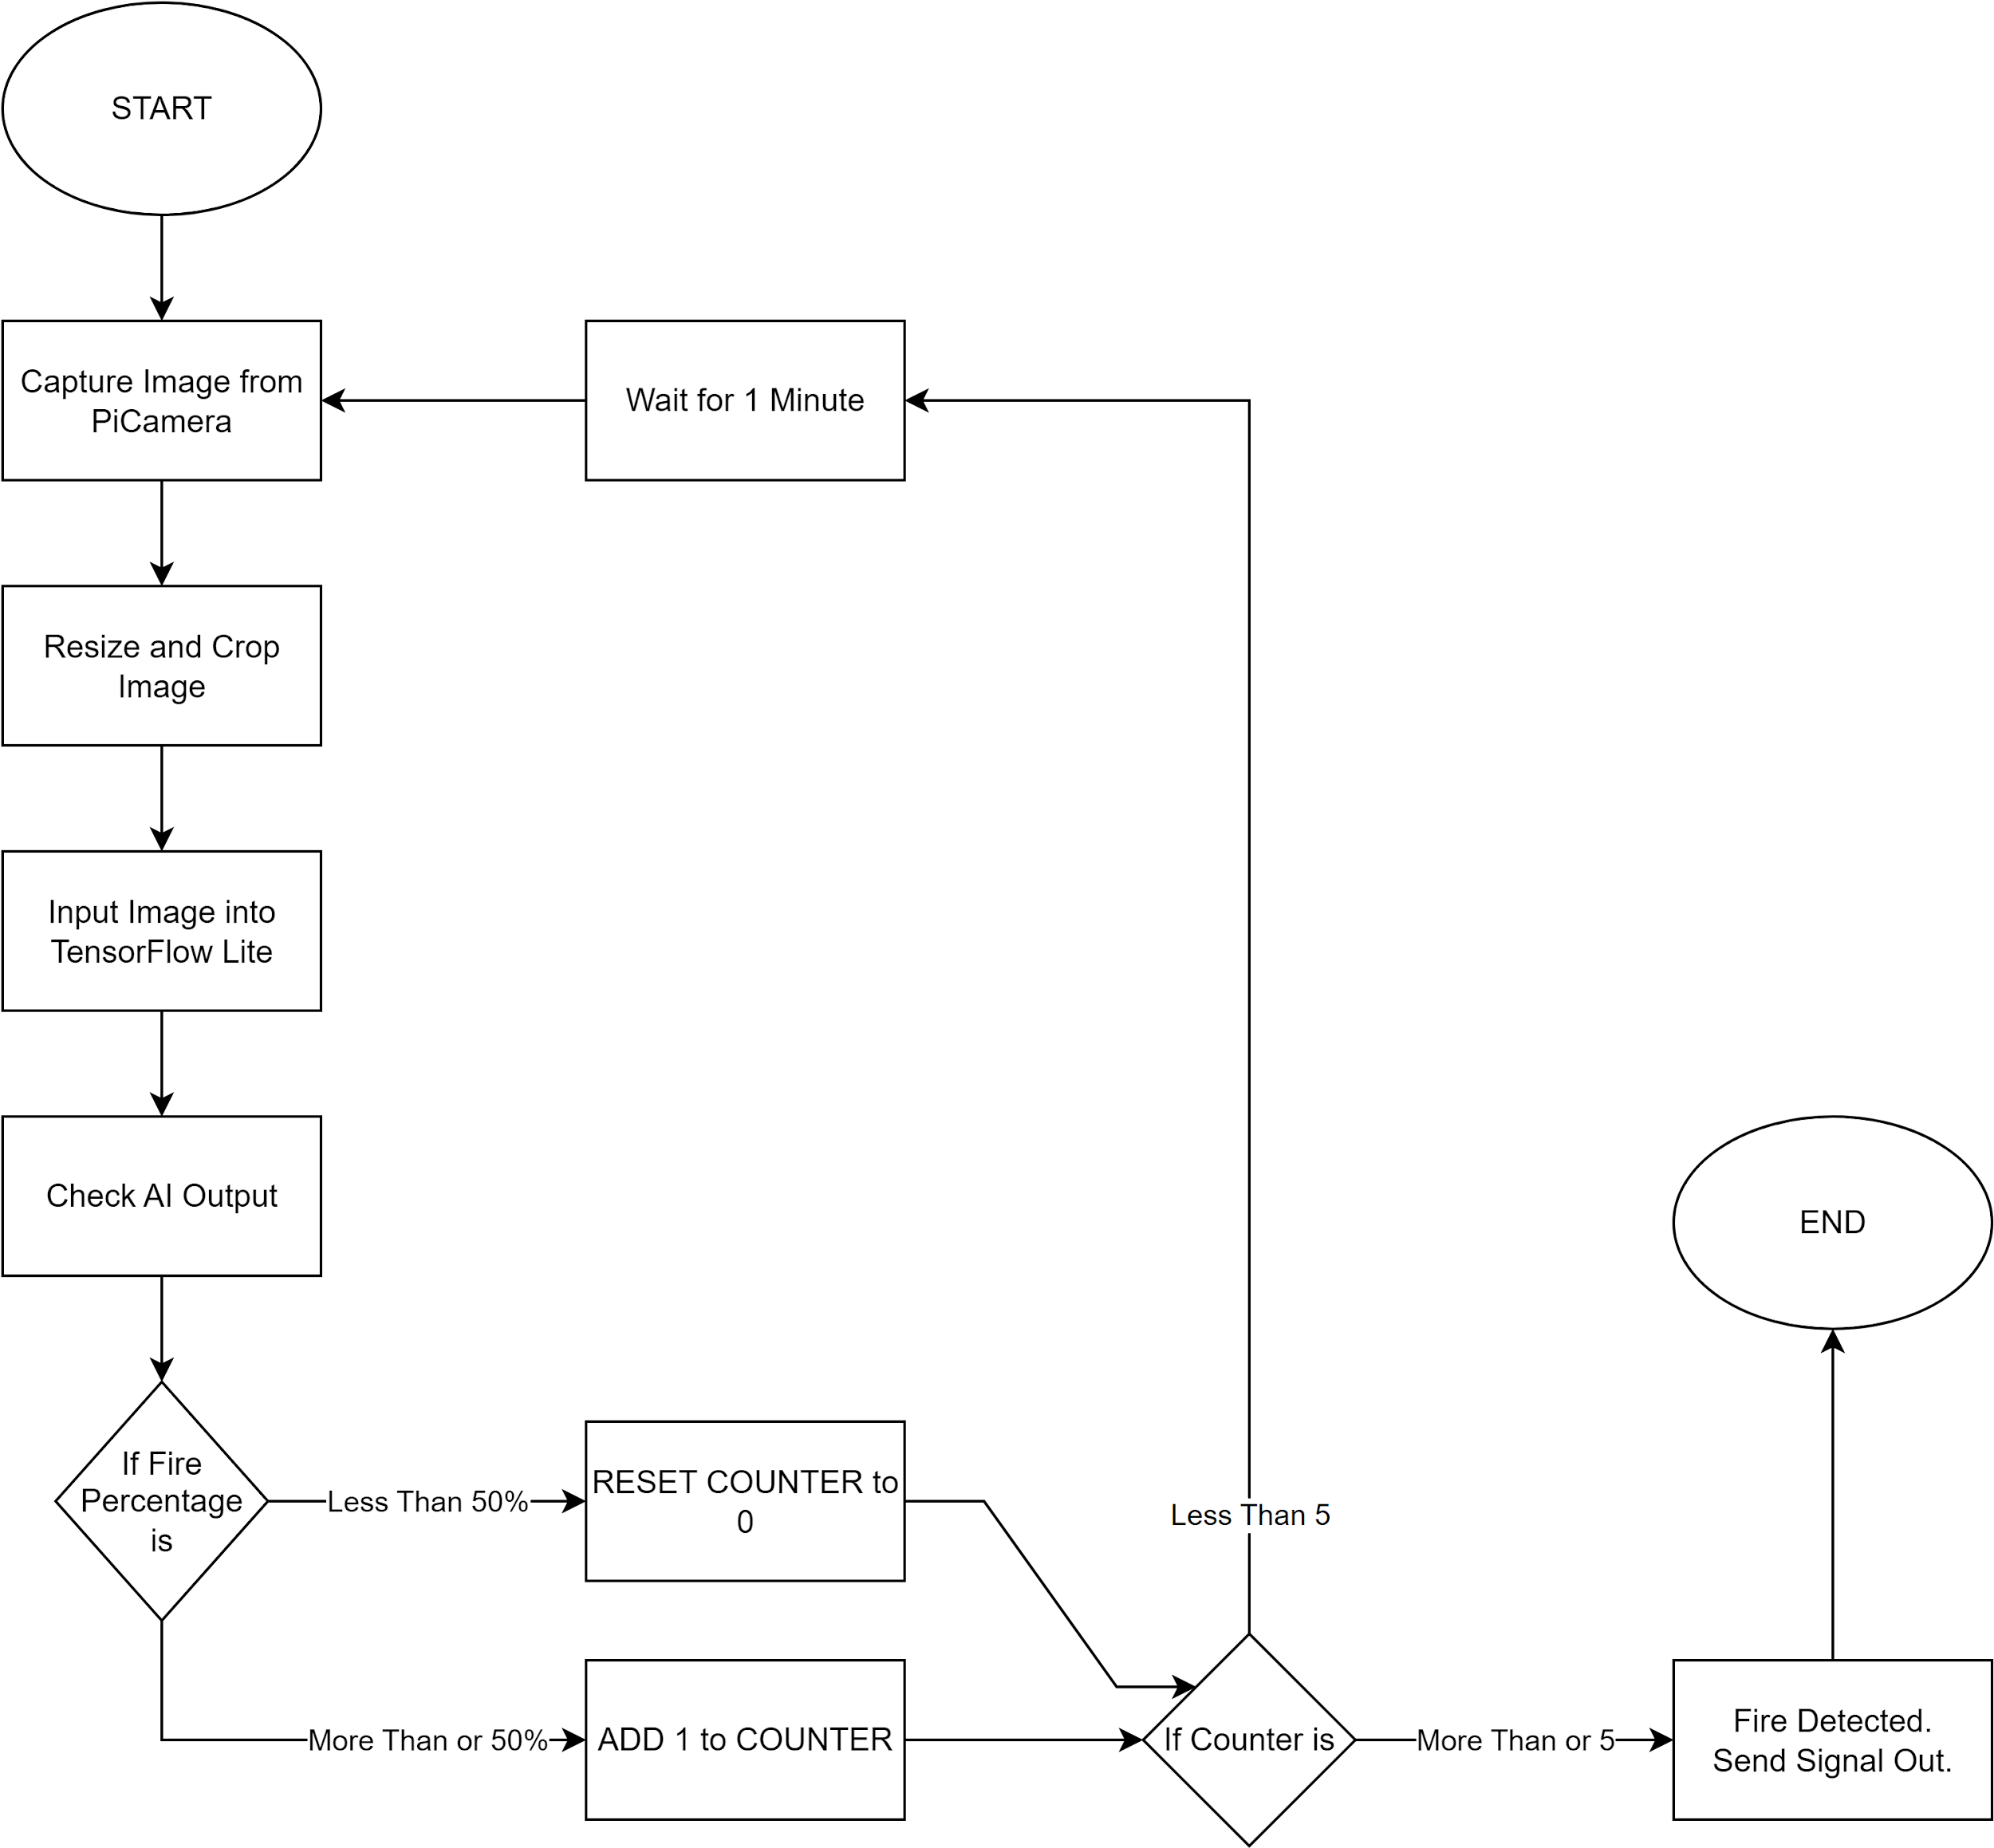 START
Capture Image from
PiCamera
Wait for 1 Minute
Resize and Crop
Image
Input Image into
TensorFlow Lite
Check AI Output
END
If Fire
Percentage
is
Less Than 50%
RESET COUNTER to
0
Less Than 5
More Than or 50%
ADD 1 to COUNTER
If Counter is
More Than or 5
Fire Detected.
Send Signal Out.